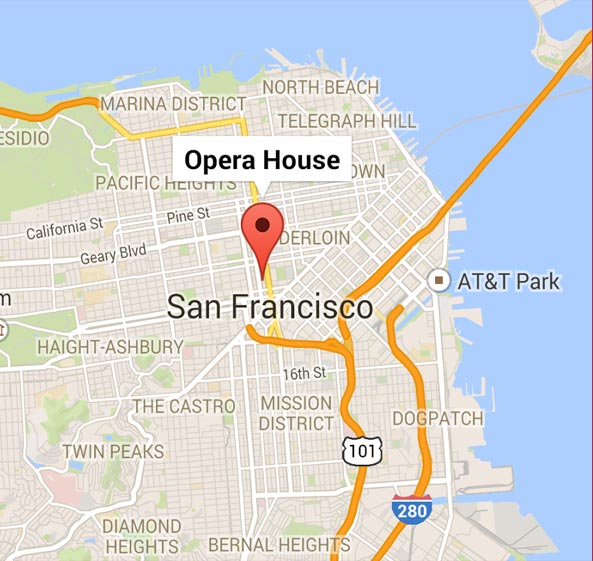 NORTH BEACH
MARINA DISTRICT
TELEGRAPH HILL
ESIDIO
Opera House
OWN
PACIFIC HEIGHTS
Pine St
California St
DERLOIN
Geary Blvd
AT&T Park
m
San Francisco
HAIGHT-ASHBURY
16th St
THE CASTRO
MISSION
DISTRICT
DOGPATCH
TWIN PEAKS
101
280
DIAMOND
HEIGHTS
BERNAL HEIGHTS